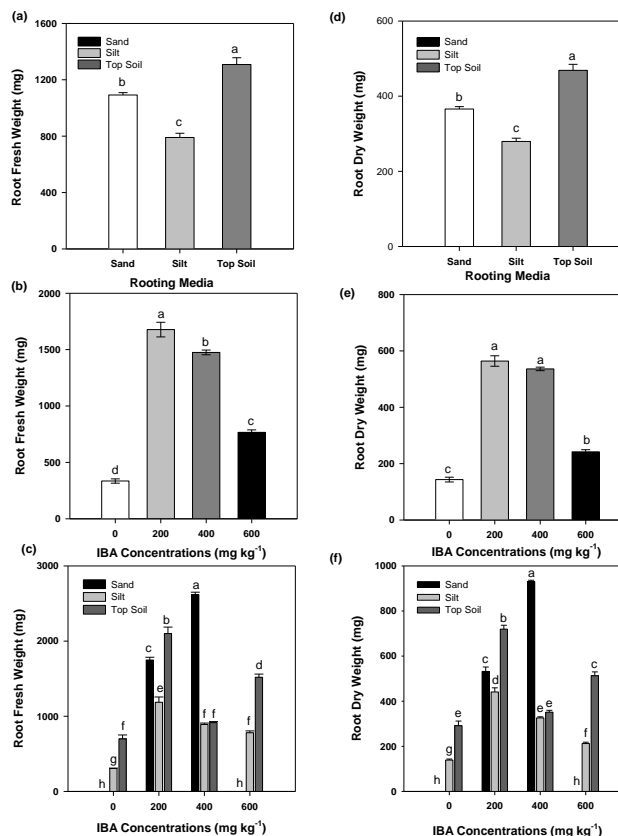 (a)
1600
1200
800
400
0
Root Fresh Weight (mg)
Sand
Silt
Top Soil
b
c
a
Sand Silt Top Soil
Rooting Media
(d)
600
400
200
0
Root Dry Weight (mg)
b
c
a
Sand Silt Top Soil
Rooting Media
(b)
2000
1500
1000
500
0
Root Fresh Weight (mg)
d
a
b
c
0 200 400 600
IBA Concentrations (mg kg-1)
(e)
800
600
400
200
0
Root Dry Weight (mg)
c
a
a
b
0 200 400 600
IBA Concentrations (mg kg-1)
(c)
3000
2000
1000
0
Root Fresh Weight (mg)
Sand
Silt
Top Soil
h g f
c e b
a f f
h f d
0 200 400 600
IBA Concentrations (mg kg-1)
(f)
1000
800
600
400
200
0
Root Dry Weight (mg)
Sand
Silt
Top Soil
h g e
c d b
a e e
h f c
0 200 400 600
IBA Concentrations (mg kg-1)